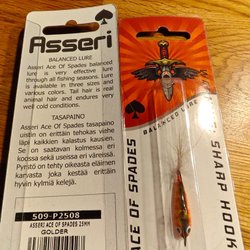 Asseri
BALANCED LURE
Asseri Ace Of Spades balanced
lure is very effective lure
through all fishing seasons. Lure
is available in three sizes and
various colors. Tail hair is real
animal hair and endures very
well cold conditions.
TASAPAINO
Asseri Ace Of Spades tasapaino
uistin on erittäin tehokas viehe
läpi kaikkien kalastus kausien.
Se on saatavilla kolmessa eri
koossa sekä useissa eri väreissä.
Pyrstö on tehty oikeasta eläimen
karvasta joka kestää erittäin
hyvin kylmiä kelejä.
509-P2508
ASSERI ACE OF SPADES 25MM
GOLDER
ACE OF SPADES
BALANCED LURE
SHARP HOOK